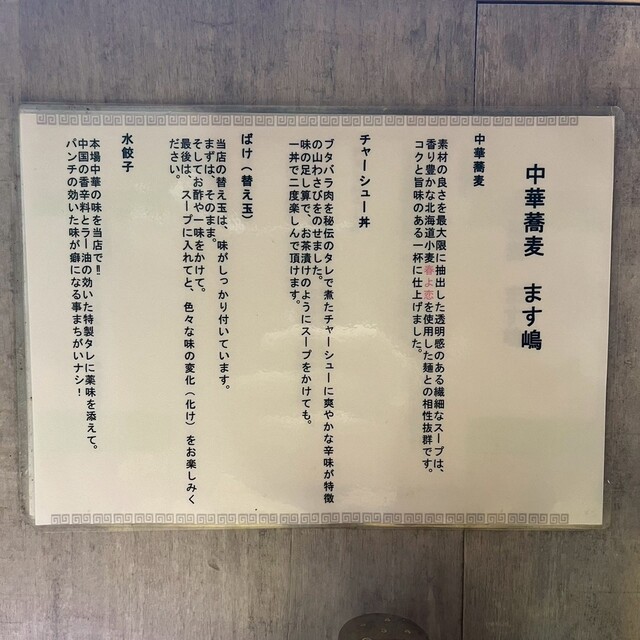 中華蕎麦　ます嶋
中華蕎麦
素材の良さを最大限に抽出した透明感のある繊細なスープは、
香り豊かな北海道小麦春よ恋を使用した麺との相性抜群です。
コクと旨味のある一杯に仕上げました。
チャーシュー丼
ブタバラ肉を秘伝のタレで煮たチャーシューに爽やかな辛味が特徴
の山わさびをのせました。
味の足し算で、お茶漬けのようにスープをかけても。
一丼で二度楽しんで頂けます。
ばけ（替え玉）
当店の替え玉は、味がしっかり付いています。
まずは、そのまま。
そしてお酢や一味をかけて。
最後は、スープに入れてと、色々な味の変化（化け）をお楽しみく
ださい。
水餃子
本場中華の味を当店で‼
中国の香辛料とラー油の効いた特製タレに薬味を添えて。
パンチの効いた味が癖になる事まちがいナシ！